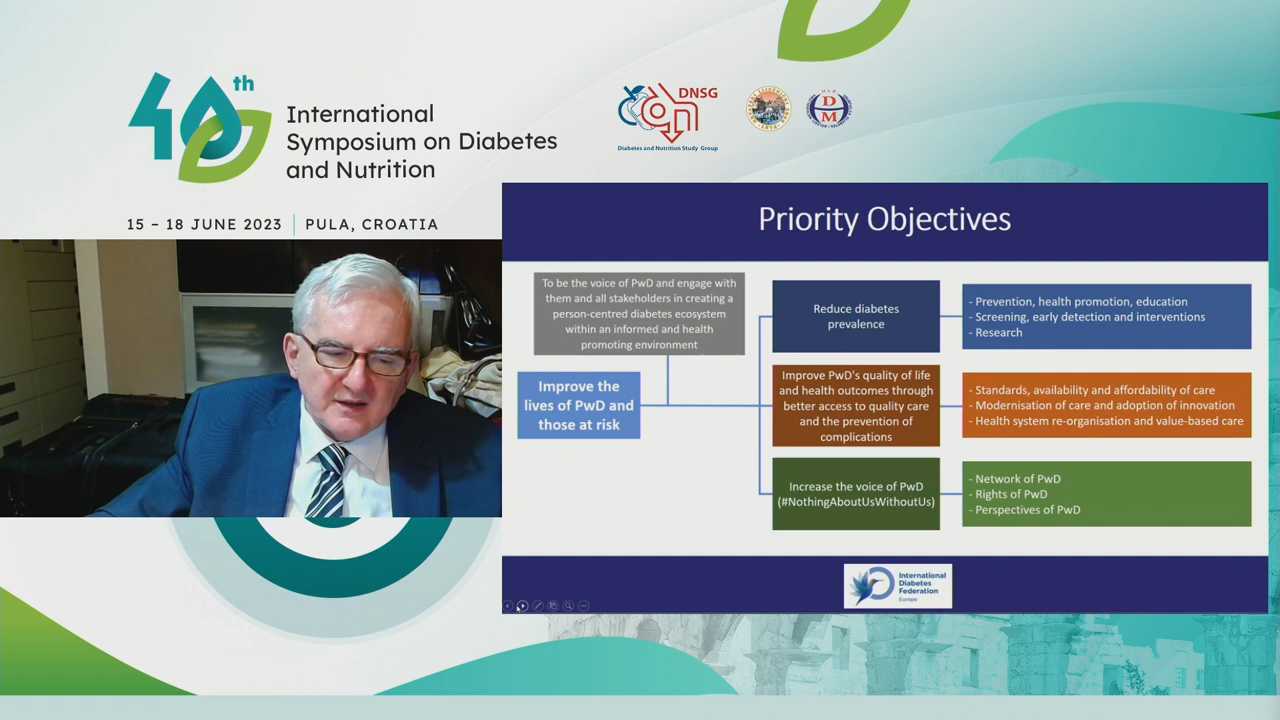 40th
International
Symposium on Diabetes
and Nutrition
15 – 18 JUNE 2023 | PULA, CROATIA
DNSG
Diabetes and Nutrition Study Group
Priority Objectives
To be the voice of PwD and engage with
them and all stakeholders in creating a
person-centred diabetes ecosystem
within an informed and health
promoting environment
Improve the
lives of PwD and
those at risk
Reduce diabetes
prevalence
- Prevention, health promotion, education
- Screening, early detection and interventions
- Research
Improve PwD's quality of life
and health outcomes through
better access to quality care
and the prevention of
complications
- Standards, availability and affordability of care
- Modernisation of care and adoption of innovation
- Health system re-organisation and value-based care
Increase the voice of PwD
(#NothingAboutUsWithoutUs)
- Network of PwD
- Rights of PwD
- Perspectives of PwD
International
Diabetes
Federation
Europe